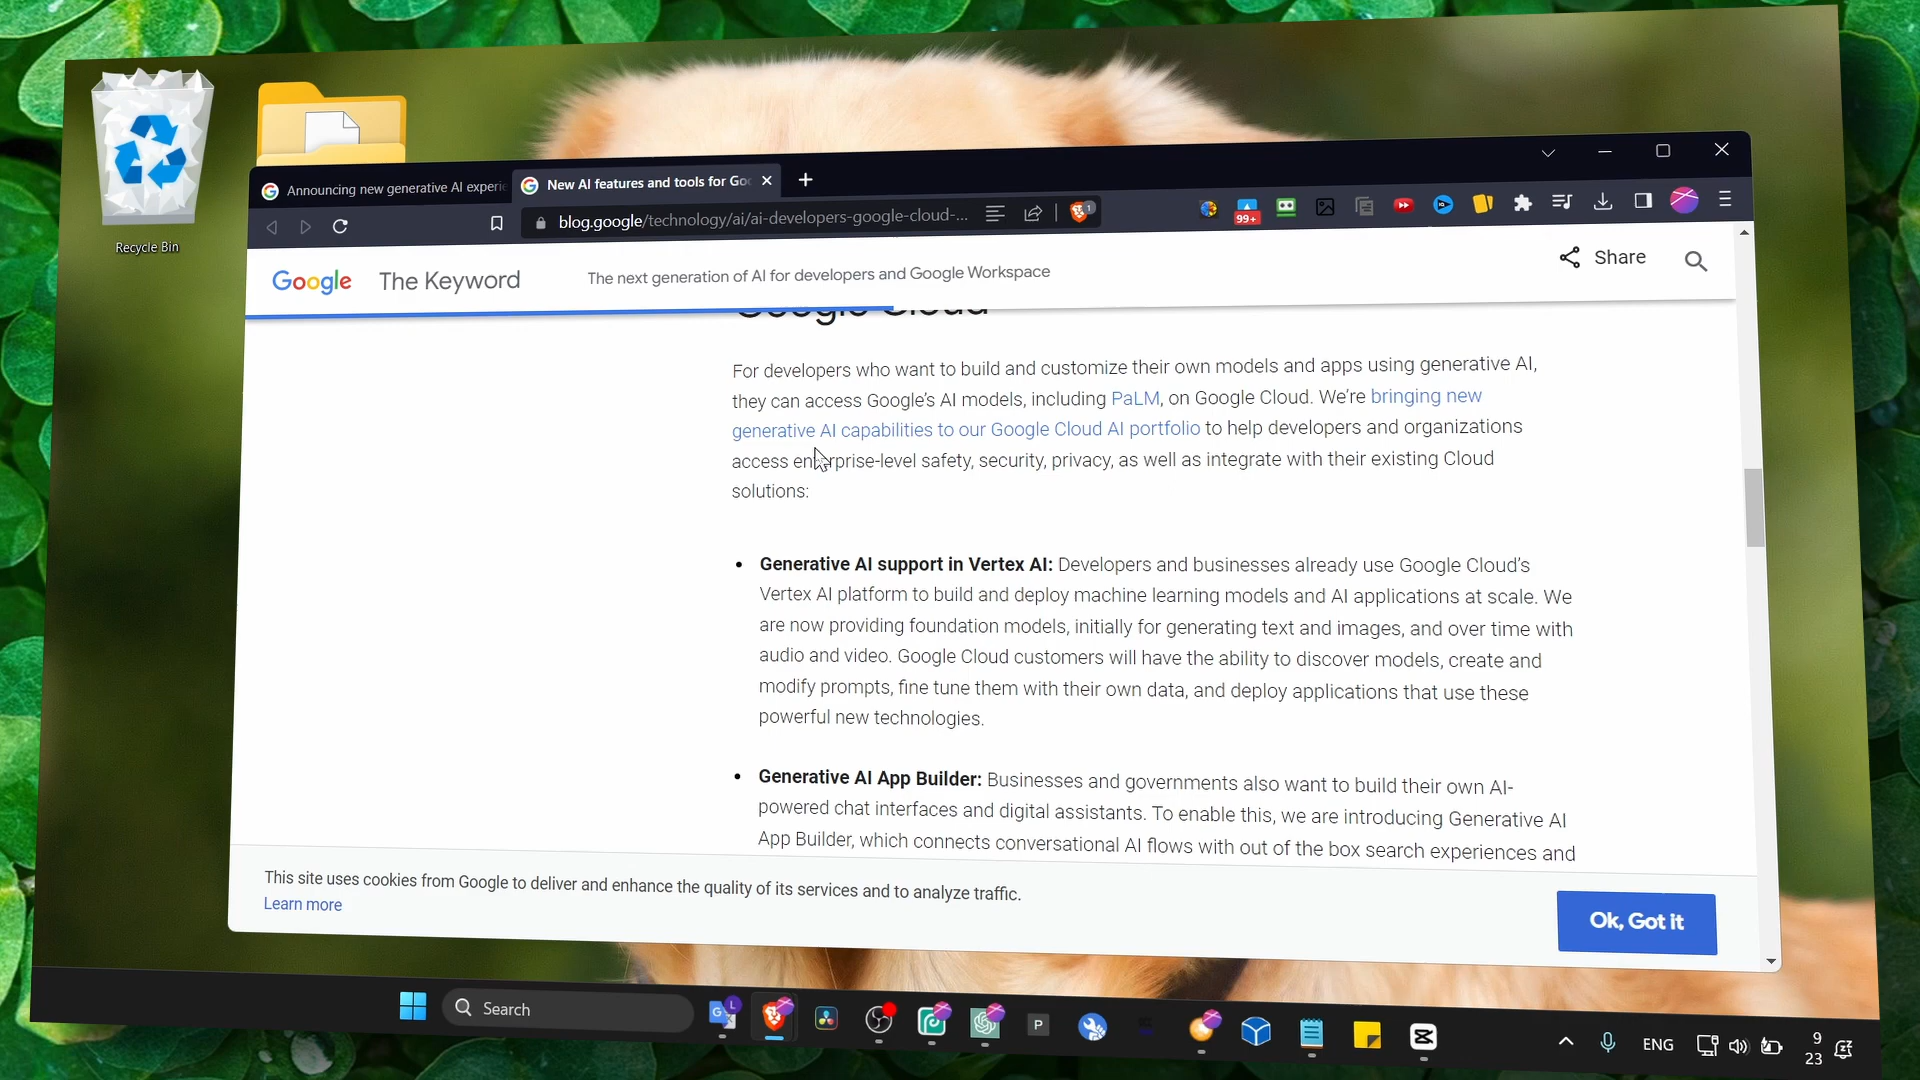 Recycle Bin
Announcing new generative AI experie
New AI features and tools for Goo
blog.google/technology/ai/ai-developers-google-cloud-...
1
99+
Google The Keyword
The next generation of AI for developers and Google Workspace
Share
Google Cloud
For developers who want to build and customize their own models and apps using generative AI,
they can access Google's AI models, including PaLM, on Google Cloud. We're bringing new
generative AI capabilities to our Google Cloud AI portfolio to help developers and organizations
access enterprise-level safety, security, privacy, as well as integrate with their existing Cloud
solutions:
• Generative AI support in Vertex AI: Developers and businesses already use Google Cloud's
Vertex AI platform to build and deploy machine learning models and AI applications at scale. We
are now providing foundation models, initially for generating text and images, and over time with
audio and video. Google Cloud customers will have the ability to discover models, create and
modify prompts, fine tune them with their own data, and deploy applications that use these
powerful new technologies.
• Generative AI App Builder: Businesses and governments also want to build their own AI-
powered chat interfaces and digital assistants. To enable this, we are introducing Generative AI
App Builder, which connects conversational AI flows with out of the box search experiences and
This site uses cookies from Google to deliver and enhance the quality of its services and to analyze traffic.
Learn more
Ok, Got it
Search
L
P
ENG
9
23